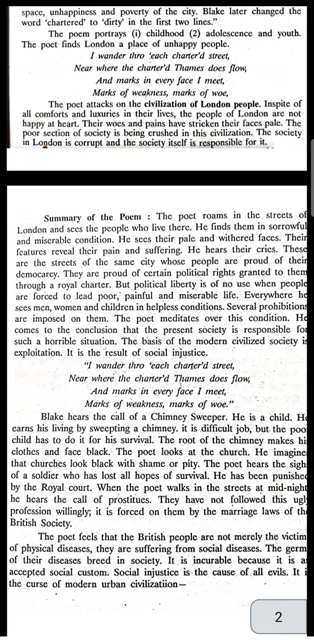 space, unhappiness and poverty of the city. Blake later changed the
word 'chartered' to 'dirty' in the first two lines."
The poem portrays (i) childhood (2) adolescence and youth.
The poet finds London a place of unhappy people.
I wander thro 'each charter'd street,
Near where the charter'd Thames does flow,
And marks in every face I meet,
Marks of weakness, marks of woe,
The poet attacks on the civilization of London people. Inspite of
all comforts and luxuries in their lives, the people of London are not
happy at heart. Their woes and pains have stricken their faces pale. The
poor section of society is being crushed in this civilization. The society
in London is corrupt and the society itself is responsible for it.
Summary of the Poem : The poet roams in the streets of
London and sees the people who live there. He finds them in sorrowful
and miserable condition. He sees their pale and withered faces. Their
features reveal their pain and suffering. He hears their cries. These
are the streets of the same city whose people are proud of their
democarcy. They are proud of certain political rights granted to them
through a royal charter. But political liberty is of no use when people
are forced to lead poor, painful and miserable life. Everywhere he
sees men, women and children in helpless conditions. Several prohibitions
are imposed on them. The poet meditates over this condition. He
comes to the conclusion that the present society is responsible for
such a horrible situation. The basis of the modern civilized society is
exploitation. It is the result of social injustice.
"I wander thro 'each charter'd street,
Near where the charter'd Thames does flow,
And marks in every face I meet,
Marks of weakness, marks of woe."
Blake hears the call of a Chimney Sweeper. He is a child. He
earns his living by sweepting a chimney. it is difficult job, but the poo
child has to do it for his survival. The root of the chimney makes hi
clothes and face black. The poet looks at the church. He imagine
that churches look black with shame or pity. The poet hears the sigh
of a soldier who has lost all hopes of survival. He has been punishe
by the Royal court. When the poet walks in the streets at mid-night
he hears the call of prostitues. They have not followed this ugl
profession willingly; it is forced on them by the marriage laws of th
British Society.
The poet feels that the British people are not merely the victim
of physical diseases, they are suffering from social diseases. The germ
of their diseases breed in society. It is incurable because it is a
accepted social custom. Social injustice is the cause of all evils. It i
the curse of modern urban civilizatiion—
2